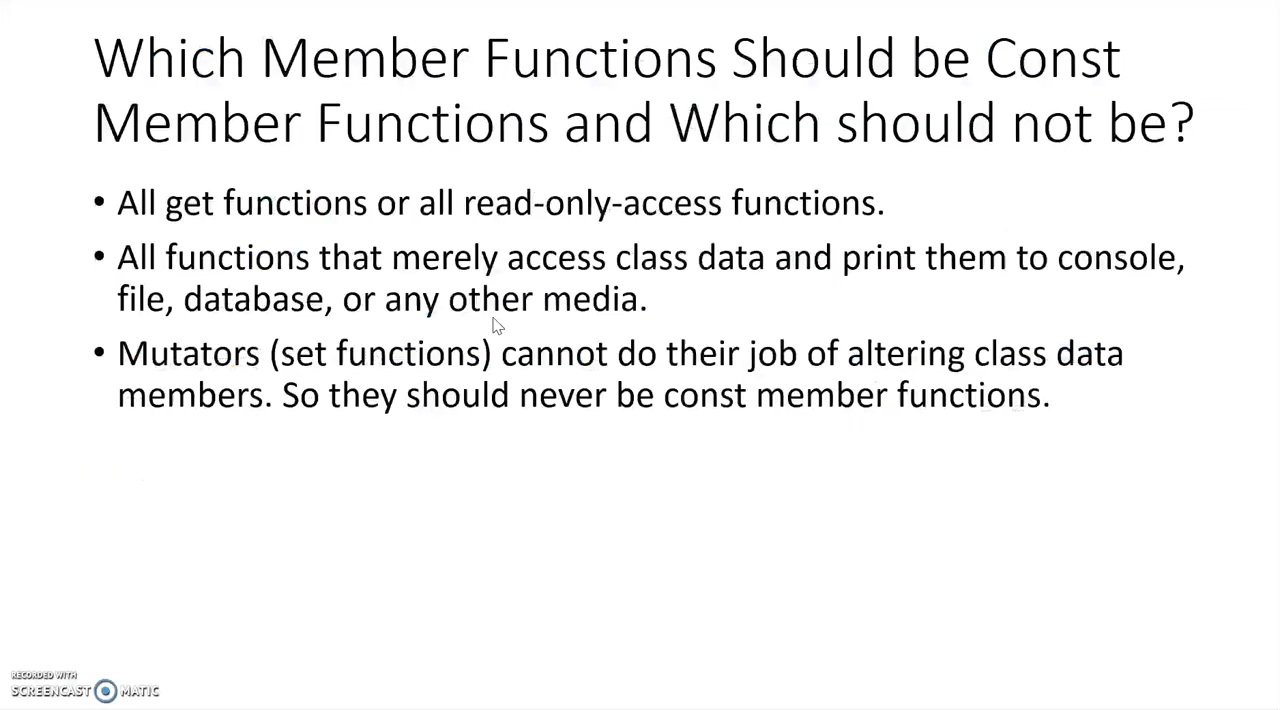 Which Member Functions Should be Const
Member Functions and Which should not be?
• All get functions or all read-only-access functions.
• All functions that merely access class data and print them to console,
file, database, or any other media.
• Mutators (set functions) cannot do their job of altering class data
members. So they should never be const member functions.
RECORDED WITH
SCREENCAST MATIC